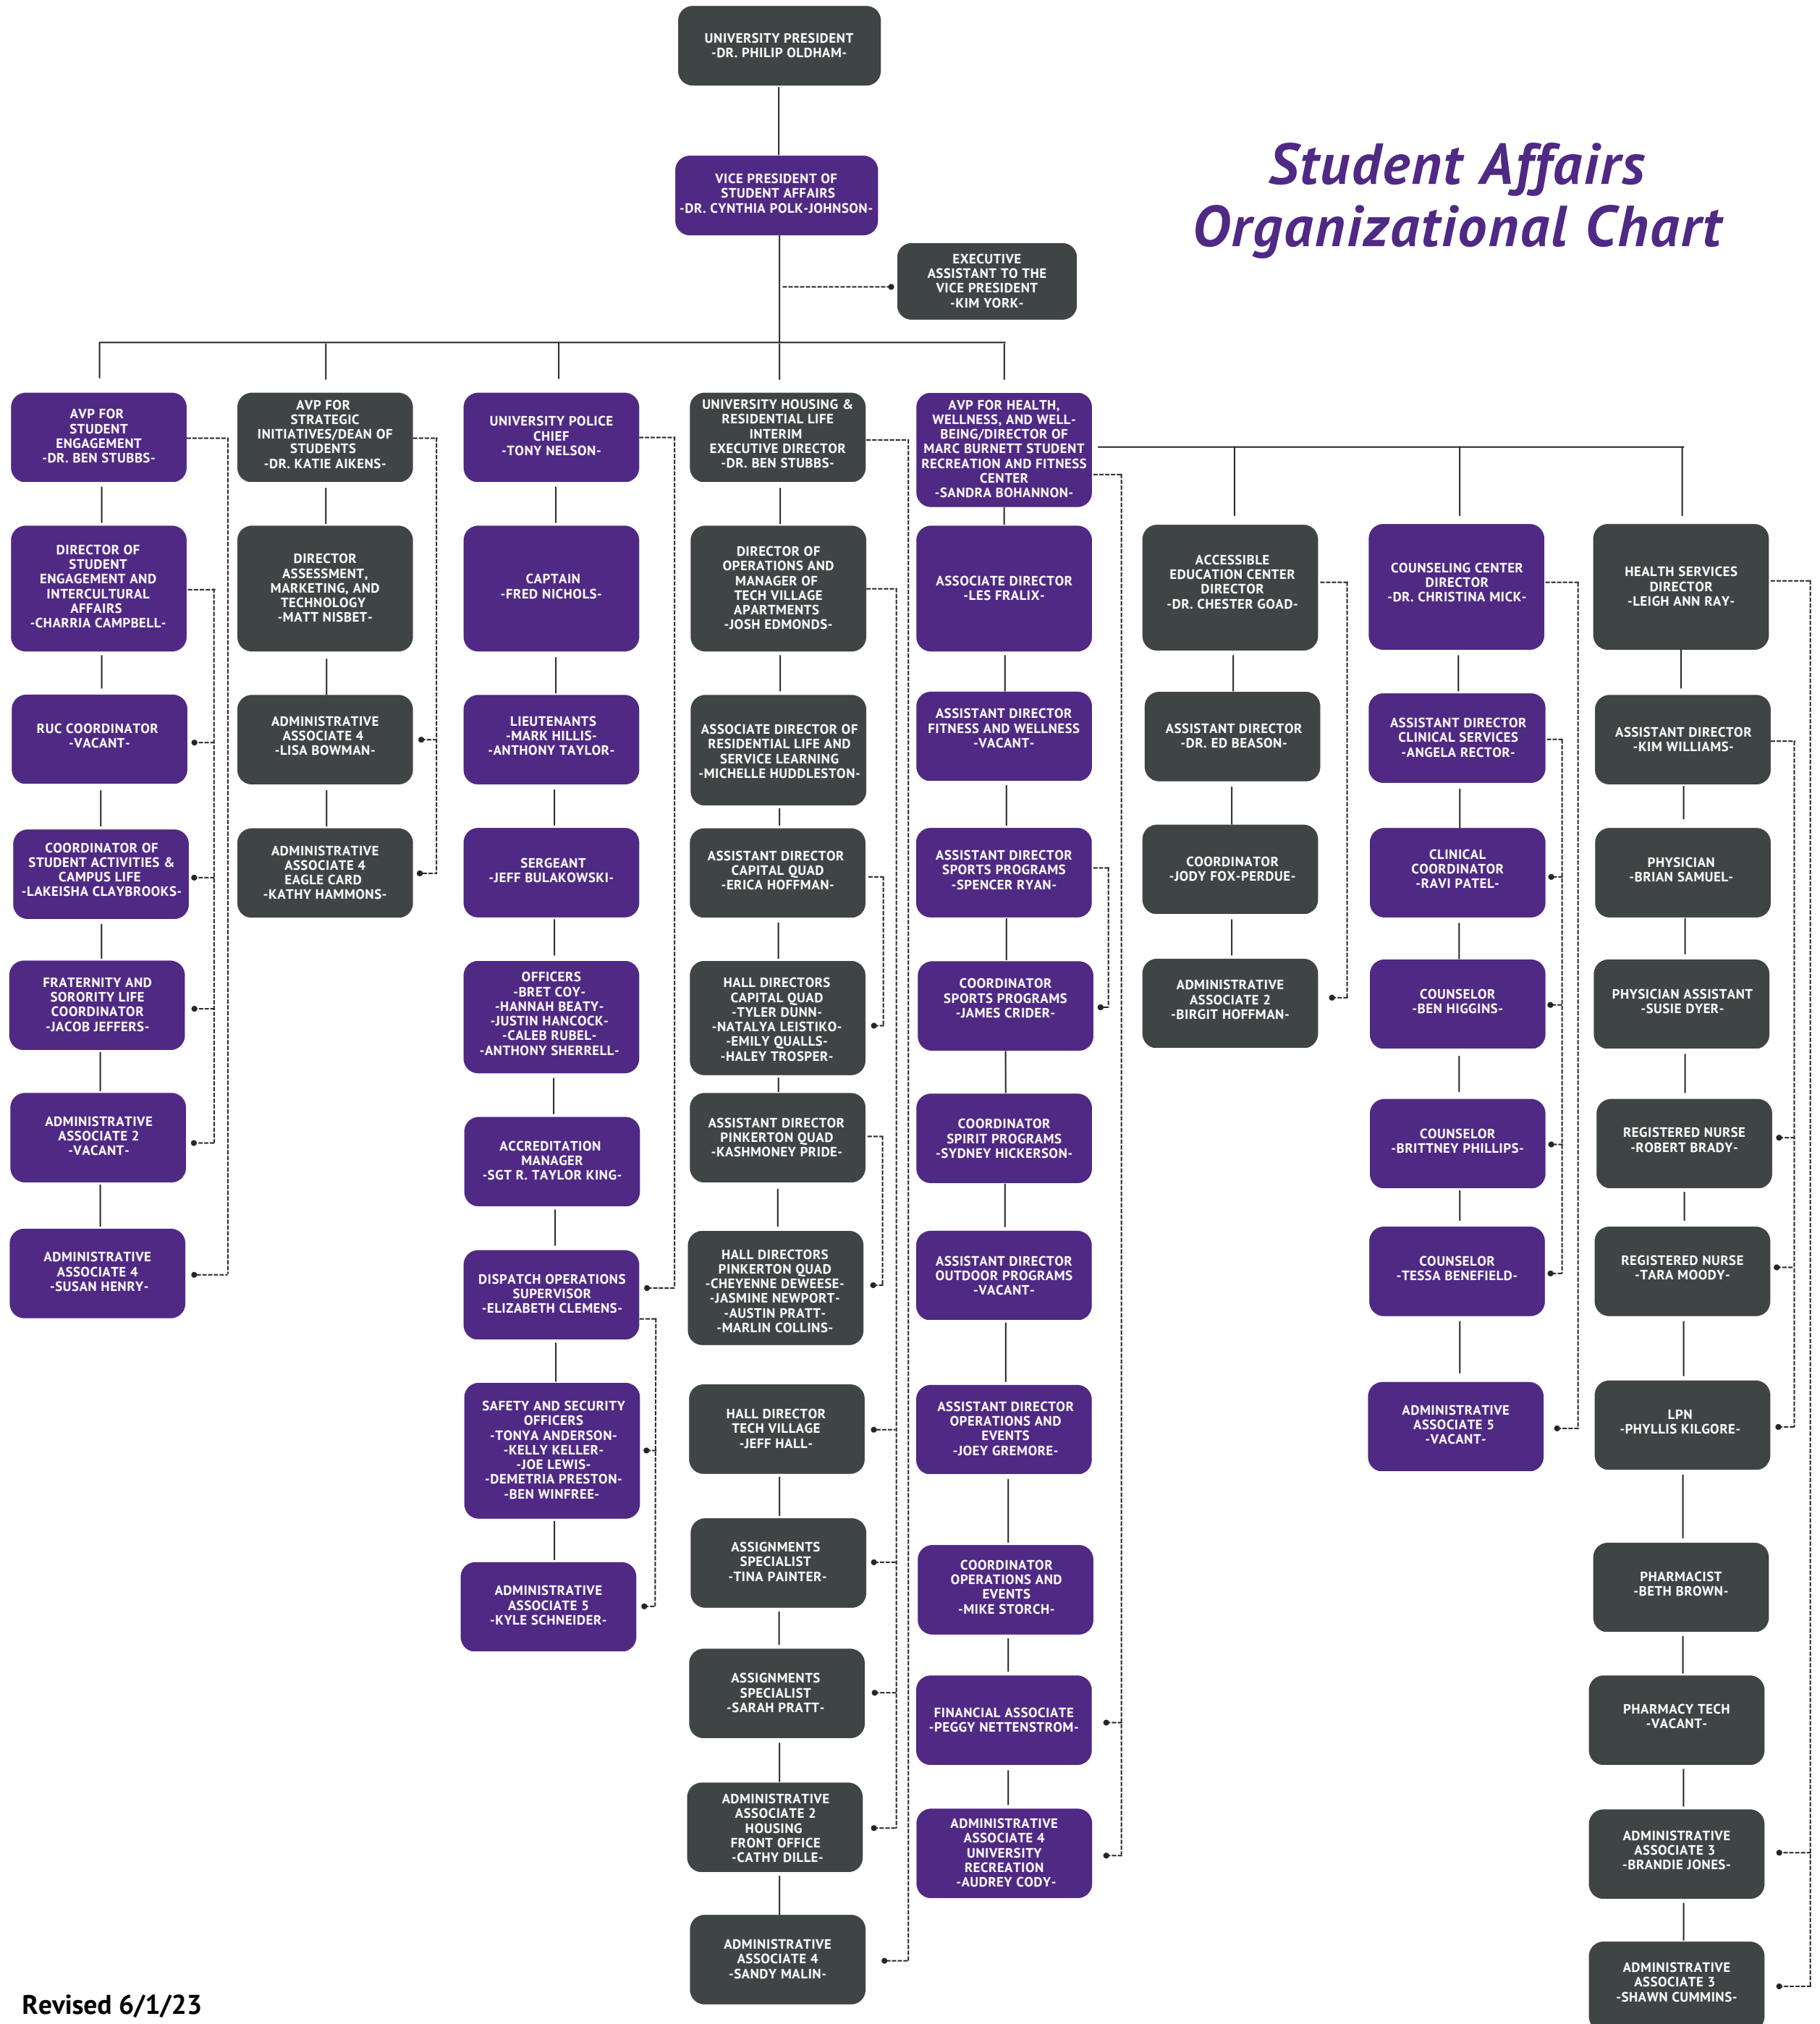 UNIVERSITY PRESIDENT
-DR. PHILIP OLDHAM-
Student Affairs
Organizational Chart
VICE PRESIDENT OF
STUDENT AFFAIRS
-DR. CYNTHIA POLK-JOHNSON-
EXECUTIVE
ASSISTANT TO THE
VICE PRESIDENT
-KIM YORK-
AVP FOR
STUDENT
ENGAGEMENT
-DR. BEN STUBBS-
DIRECTOR OF
STUDENT
ENGAGEMENT AND
INTERCULTURAL
AFFAIRS
-CHARRIA CAMPBELL-
RUC COORDINATOR
-VACANT-
COORDINATOR OF
STUDENT ACTIVITIES &
CAMPUS LIFE
-LAKEISHA CLAYBROOKS-
FRATERNITY AND
SORORITY LIFE
COORDINATOR
-JACOB JEFFERS-
ADMINISTRATIVE
ASSOCIATE 2
-VACANT-
ADMINISTRATIVE
ASSOCIATE 4
-SUSAN HENRY-
AVP FOR
STRATEGIC
INITIATIVES/DEAN OF
STUDENTS
-DR. KATIE AIKENS-
DIRECTOR
ASSESSMENT,
MARKETING, AND
TECHNOLOGY
-MATT NISBET-
ADMINISTRATIVE
ASSOCIATE 4
-LISA BOWMAN-
ADMINISTRATIVE
ASSOCIATE 4
EAGLE CARD
-KATHY HAMMONS-
UNIVERSITY POLICE
CHIEF
-TONY NELSON-
CAPTAIN
-FRED NICHOLS-
LIEUTENANTS
-MARK HILLIS-
-ANTHONY TAYLOR-
SERGEANT
-JEFF BULAKOWSKI-
OFFICERS
-BRET COY-
-HANNAH BEATY-
-JUSTIN HANCOCK-
-CALEB RUBEL-
-ANTHONY SHERRELL-
ACCREDITATION
MANAGER
-SGT R. TAYLOR KING-
DISPATCH OPERATIONS
SUPERVISOR
-ELIZABETH CLEMENS-
SAFETY AND SECURITY
OFFICERS
-TONYA ANDERSON-
-KELLY KELLER-
-JOE LEWIS-
-DEMETRIA PRESTON-
-BEN WINFREE-
ADMINISTRATIVE
ASSOCIATE 5
-KYLE SCHNEIDER-
UNIVERSITY HOUSING &
RESIDENTIAL LIFE
INTERIM
EXECUTIVE DIRECTOR
-DR. BEN STUBBS-
DIRECTOR OF
OPERATIONS AND
MANAGER OF
TECH VILLAGE
APARTMENTS
-JOSH EDMONDS-
ASSOCIATE DIRECTOR OF
RESIDENTIAL LIFE AND
SERVICE LEARNING
-MICHELLE HUDDLESTON-
ASSISTANT DIRECTOR
CAPITAL QUAD
-ERICA HOFFMAN-
HALL DIRECTORS
CAPITAL QUAD
-TYLER DUNN-
-NATALYA LEISTIKO-
-EMILY QUALLS-
-HALEY TROSPER-
ASSISTANT DIRECTOR
PINKERTON QUAD
-KASHMONEY PRIDE-
HALL DIRECTORS
PINKERTON QUAD
-CHEYENNE DEWEESE-
-JASMINE NEWPORT-
-AUSTIN PRATT-
-MARLIN COLLINS-
HALL DIRECTOR
TECH VILLAGE
-JEFF HALL-
ASSIGNMENTS
SPECIALIST
-TINA PAINTER-
ASSIGNMENTS
SPECIALIST
-SARAH PRATT-
ADMINISTRATIVE
ASSOCIATE 2
HOUSING
FRONT OFFICE
-CATHY DILLE-
ADMINISTRATIVE
ASSOCIATE 4
-SANDY MALIN-
AVP FOR HEALTH,
WELLNESS, AND WELL-
BEING/DIRECTOR OF
MARC BURNETT STUDENT
RECREATION AND FITNESS
CENTER
-SANDRA BOHANNON-
ASSOCIATE DIRECTOR
-LES FRALIX-
ASSISTANT DIRECTOR
FITNESS AND WELLNESS
-VACANT-
ASSISTANT DIRECTOR
SPORTS PROGRAMS
-SPENCER RYAN-
COORDINATOR
SPORTS PROGRAMS
-JAMES CRIDER-
COORDINATOR
SPIRIT PROGRAMS
-SYDNEY HICKERSON-
ASSISTANT DIRECTOR
OUTDOOR PROGRAMS
-VACANT-
ASSISTANT DIRECTOR
OPERATIONS AND
EVENTS
-JOEY GREMORE-
COORDINATOR
OPERATIONS AND
EVENTS
-MIKE STORCH-
FINANCIAL ASSOCIATE
-PEGGY NETTENSTROM-
ADMINISTRATIVE
ASSOCIATE 4
UNIVERSITY
RECREATION
-AUDREY CODY-
ACCESSIBLE
EDUCATION CENTER
DIRECTOR
-DR. CHESTER GOAD-
ASSISTANT DIRECTOR
-DR. ED BEASON-
COORDINATOR
-JODY FOX-PERDUE-
ADMINISTRATIVE
ASSOCIATE 2
-BIRGIT HOFFMAN-
COUNSELING CENTER
DIRECTOR
-DR. CHRISTINA MICK-
ASSISTANT DIRECTOR
CLINICAL SERVICES
-ANGELA RECTOR-
CLINICAL
COORDINATOR
-RAVI PATEL-
COUNSELOR
-BEN HIGGINS-
COUNSELOR
-BRITTNEY PHILLIPS-
COUNSELOR
-TESSA BENEFIELD-
ADMINISTRATIVE
ASSOCIATE 5
-VACANT-
HEALTH SERVICES
DIRECTOR
-LEIGH ANN RAY-
ASSISTANT DIRECTOR
-KIM WILLIAMS-
PHYSICIAN
-BRIAN SAMUEL-
PHYSICIAN ASSISTANT
-SUSIE DYER-
REGISTERED NURSE
-ROBERT BRADY-
REGISTERED NURSE
-TARA MOODY-
LPN
-PHYLLIS KILGORE-
PHARMACIST
-BETH BROWN-
PHARMACY TECH
-VACANT-
ADMINISTRATIVE
ASSOCIATE 3
-BRANDIE JONES-
ADMINISTRATIVE
ASSOCIATE 3
-SHAWN CUMMINS-
Revised 6/1/23